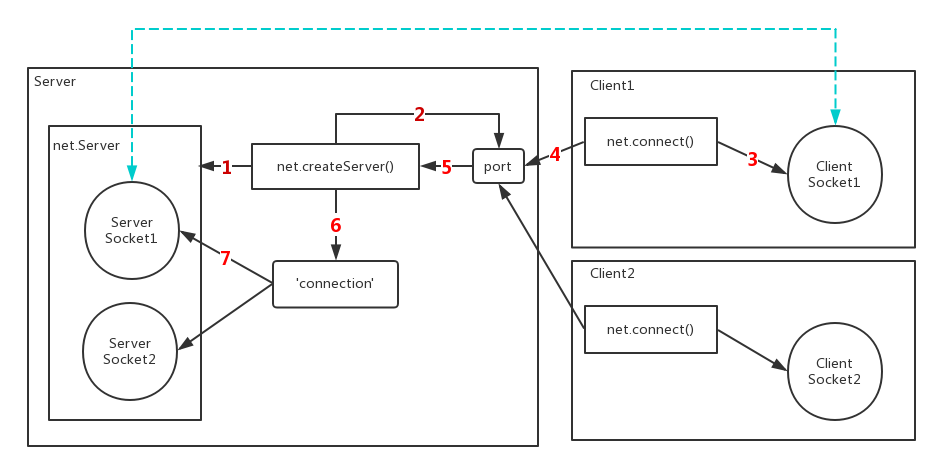 Server
net.Server
Server
Socket1
Server
Socket2
1
net.createServer()
2
5
port
6
'connection'
7
4
Client1
net.connect()
3
Client
Socket1
Client2
net.connect()
Client
Socket2